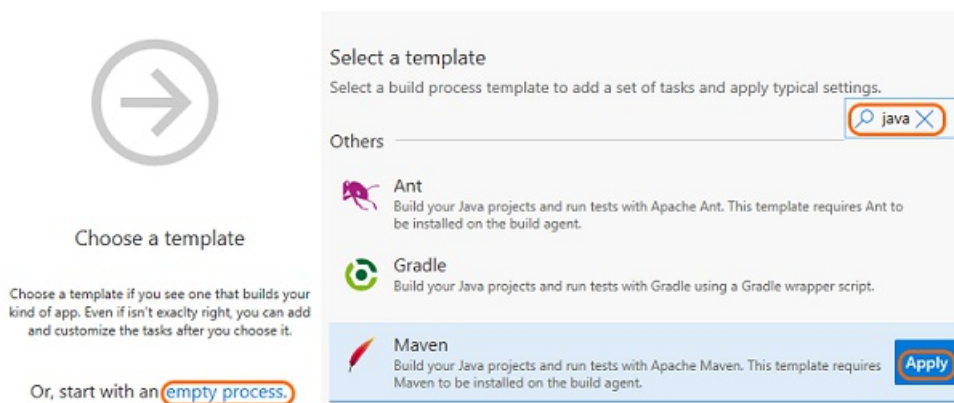 Choose a template
Choose a template if you see one that builds your
kind of app. Even if isn't exaclty right, you can add
and customize the tasks after you choose it.
Or, start with an empty process.
Select a template
Select a build process template to add a set of tasks and apply typical settings.
java
Others
Ant
Build your Java projects and run tests with Apache Ant. This template requires Ant to
be installed on the build agent.
Gradle
Build your Java projects and run tests with Gradle using a Gradle wrapper script.
Maven
Build your Java projects and run tests with Apache Maven. This template requires
Maven to be installed on the build agent.
Apply